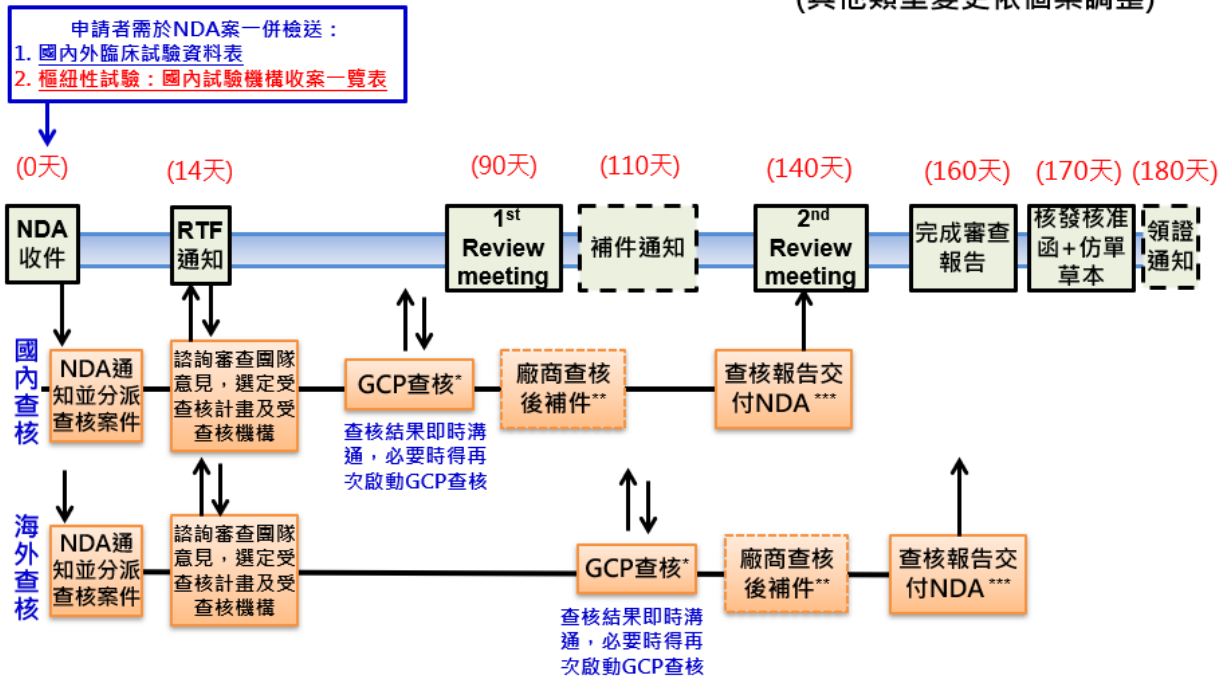 (其他類型變更依個案調整)
申請者需於NDA案一併檢送：
1. 國內外臨床試驗資料表
2. 樞紐性試驗：國內試驗機構收案一覽表
(0天)
(14天)
(90天)
(110天)
(140天)
(160天)
(170天)
(180天)
NDA
收件
RTF
通知
1st
Review
meeting
補件通知
2nd
Review
meeting
完成審查
報告
核發核准
函+仿單
草本
領證
通知
國內查核
NDA通
知並分派
查核案件
諮詢審查團隊
意見，選定受
查核計畫及受
查核機構
GCP查核*
查核結果即時溝
通，必要時得再
次啟動GCP查核
廠商查核
後補件**
查核報告交
付NDA***
海外查核
NDA通
知並分派
查核案件
諮詢審查團隊
意見，選定受
查核計畫及受
查核機構
GCP查核*
查核結果即時溝
通，必要時得再
次啟動GCP查核
廠商查核
後補件**
查核報告交
付NDA***